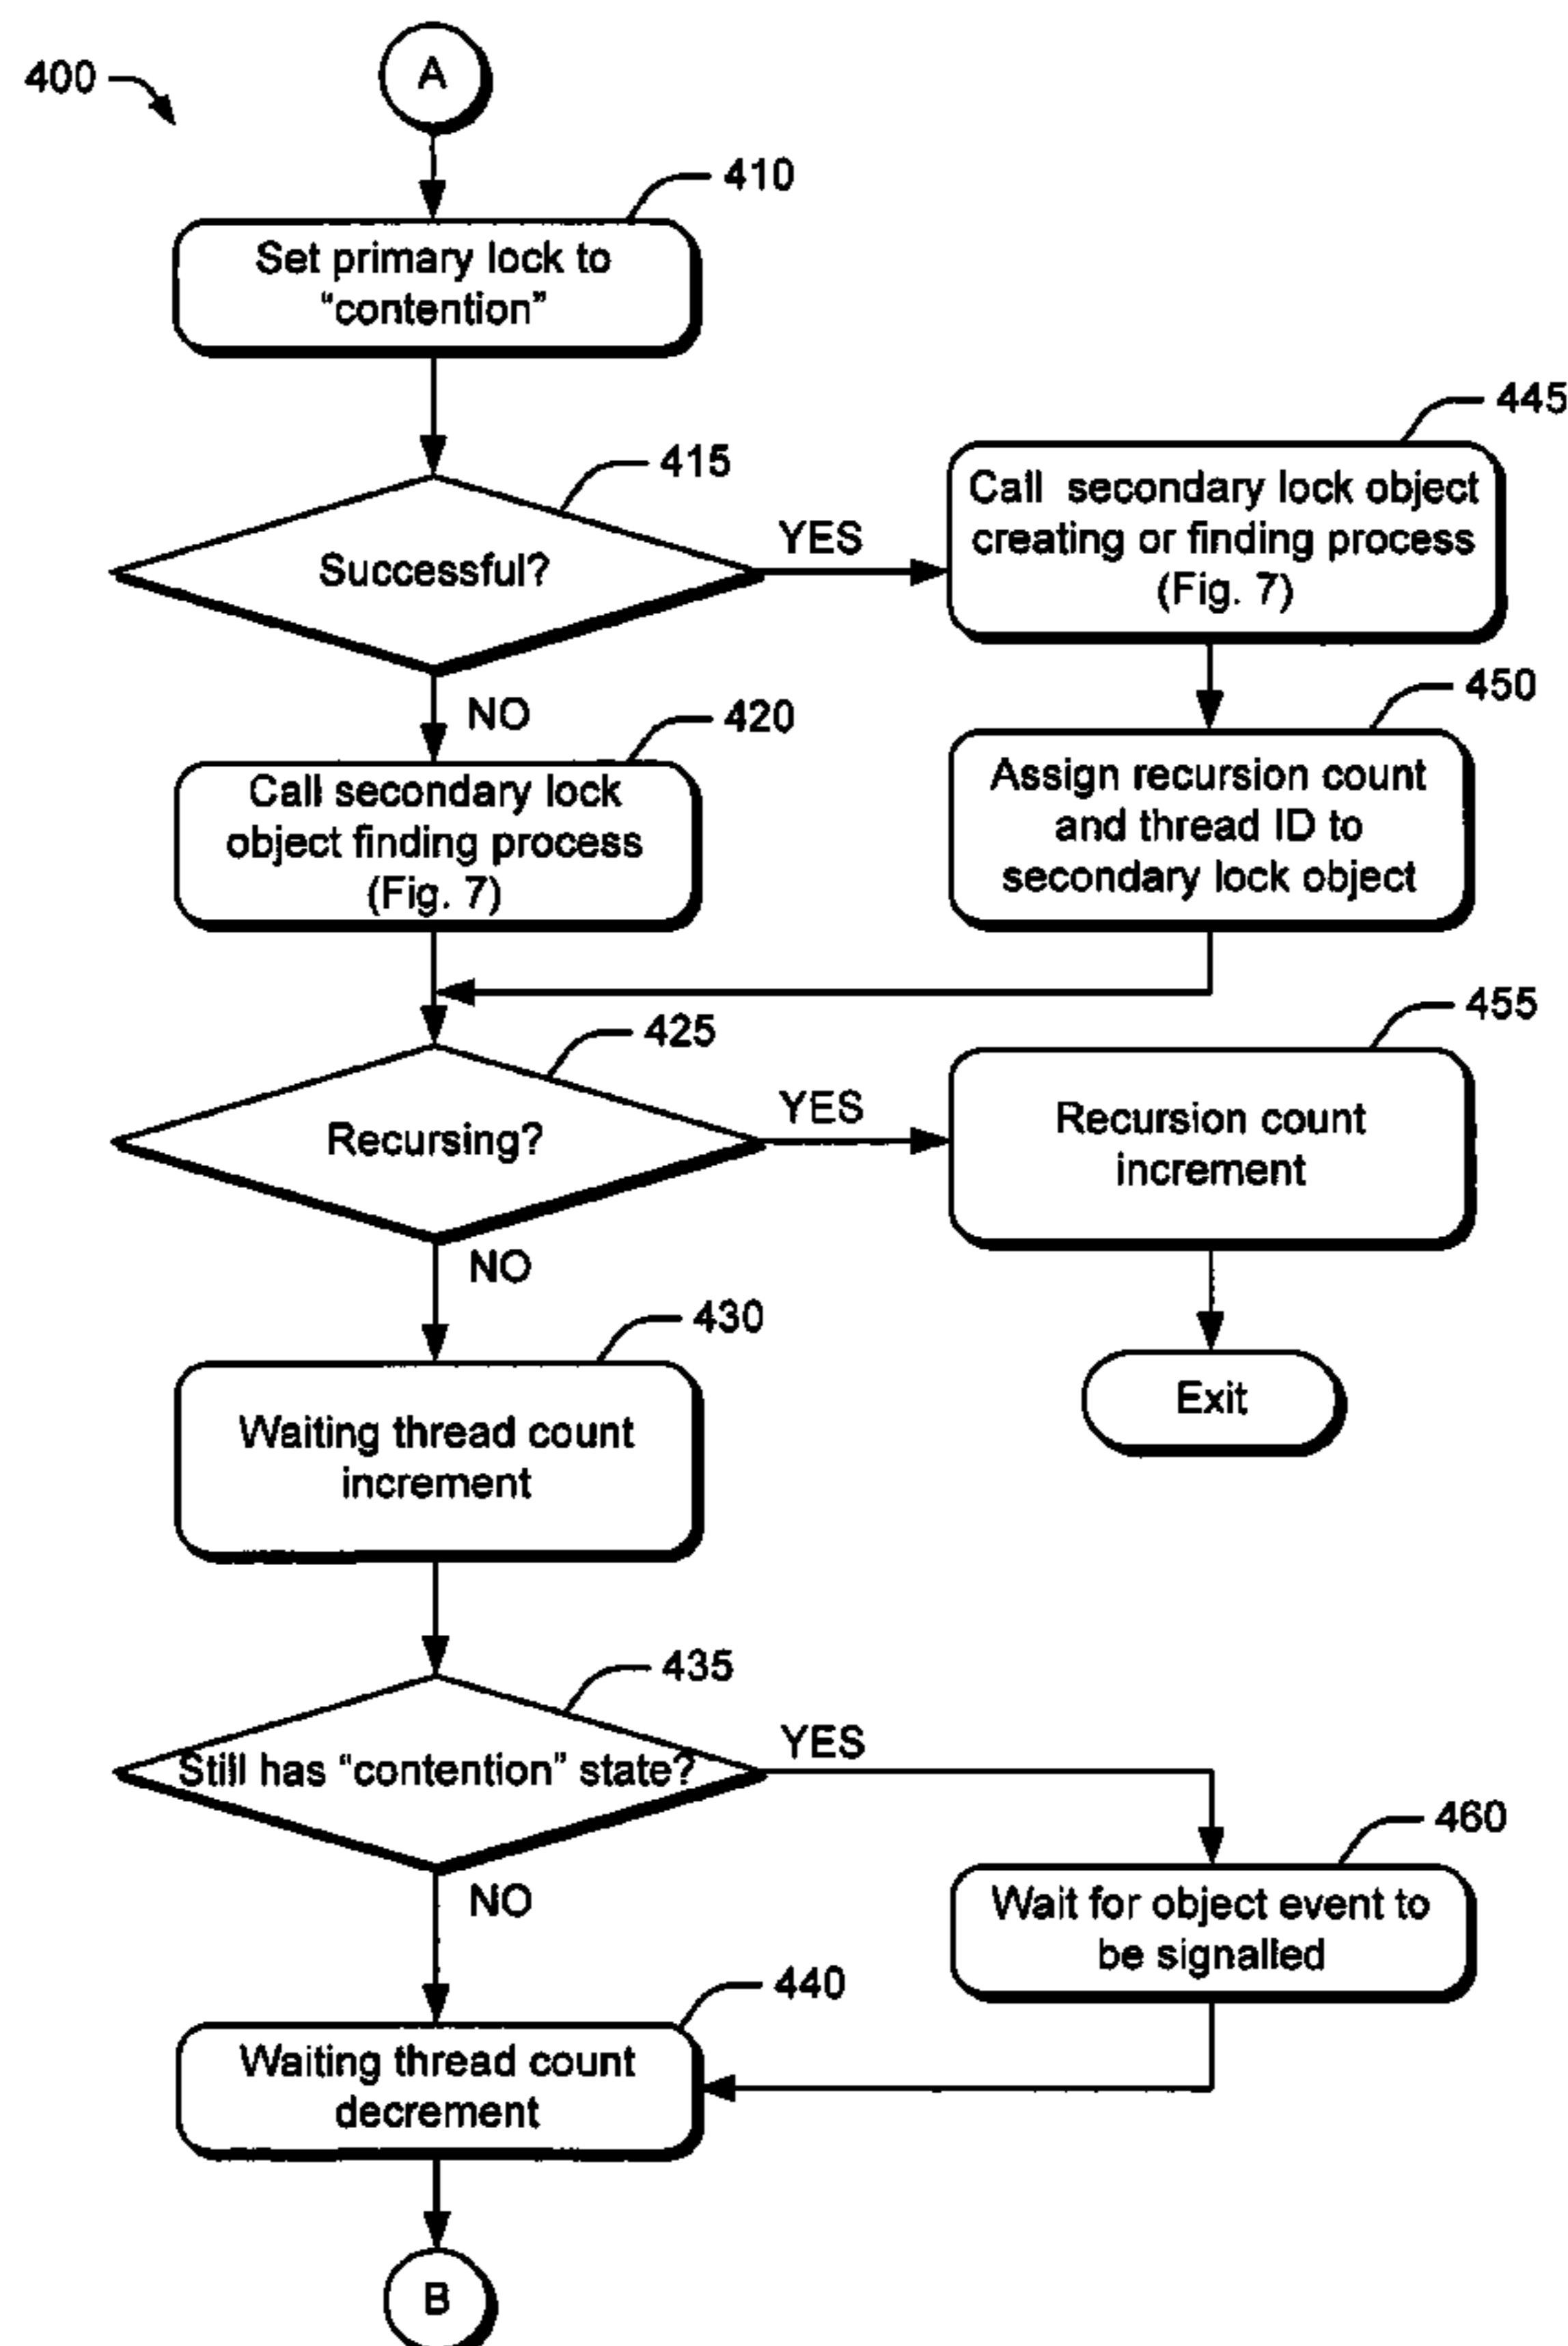 400
A
410
Set primary lock to
“contention”
415
Successful?
YES
445
Call secondary lock object
creating or finding process
(Fig. 7)
NO
420
Call secondary lock
object finding process
(Fig. 7)
450
Assign recursion count
and thread ID to
secondary lock object
425
Recursing?
YES
455
Recursion count
increment
Exit
NO
430
Waiting thread count
increment
435
Still has “contention” state?
YES
460
Wait for object event to
be signalled
NO
440
Waiting thread count
decrement
B